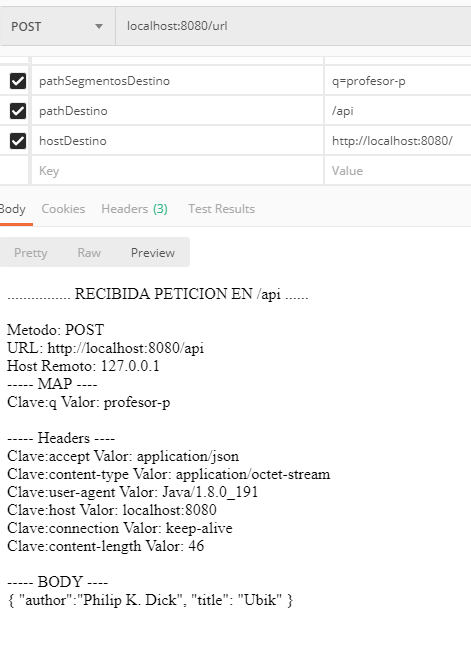 POST localhost:8080/url
pathSegmentosDestino q=profesor-p
pathDestino /api
hostDestino http://localhost:8080/
Key Value
Body Cookies Headers (3) Test Results
Pretty Raw Preview
............... RECIBIDA PETICION EN /api ......
Metodo: POST
URL: http://localhost:8080/api
Host Remoto: 127.0.0.1
----- MAP ----
Clave:q Valor: profesor-p
----- Headers ----
Clave:accept Valor: application/json
Clave:content-type Valor: application/octet-stream
Clave:user-agent Valor: Java/1.8.0_191
Clave:host Valor: localhost:8080
Clave:connection Valor: keep-alive
Clave:content-length Valor: 46
----- BODY ----
{ "author":"Philip K. Dick", "title": "Ubik" }